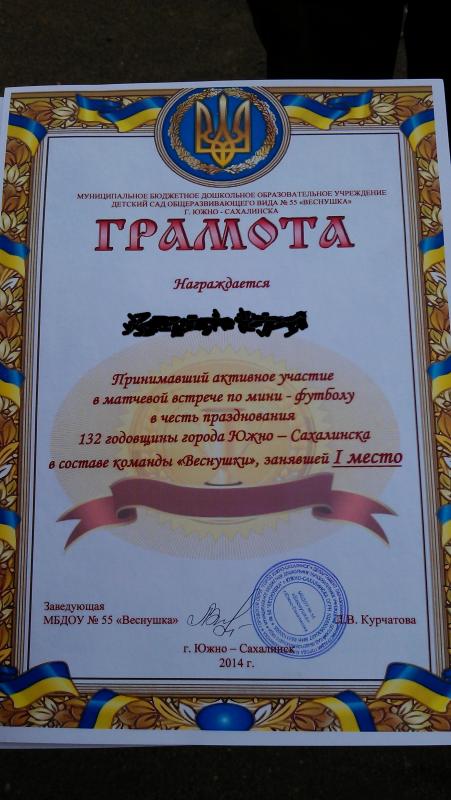 МУНИЦИПАЛЬНОЕ БЮДЖЕТНОЕ ДОШКОЛЬНОЕ ОБРАЗОВАТЕЛЬНОЕ УЧРЕЖДЕНИЕ
ДЕТСКИЙ САД ОБЩЕРАЗВИВАЮЩЕГО ВИДА № 55 «ВЕСНУШКА»
Г. ЮЖНО - САХАЛИНСКА
ГРАМОТА
Награждается
Принимавший активное участие
в матчевой встрече по мини - футболу
в честь празднования
132 годовщины города Южно – Сахалинска
в составе команды «Веснушки», занявшей I место
Заведующая
МБДОУ № 55 «Веснушка» В. Курчатова
г. Южно – Сахалинск
2014 г.